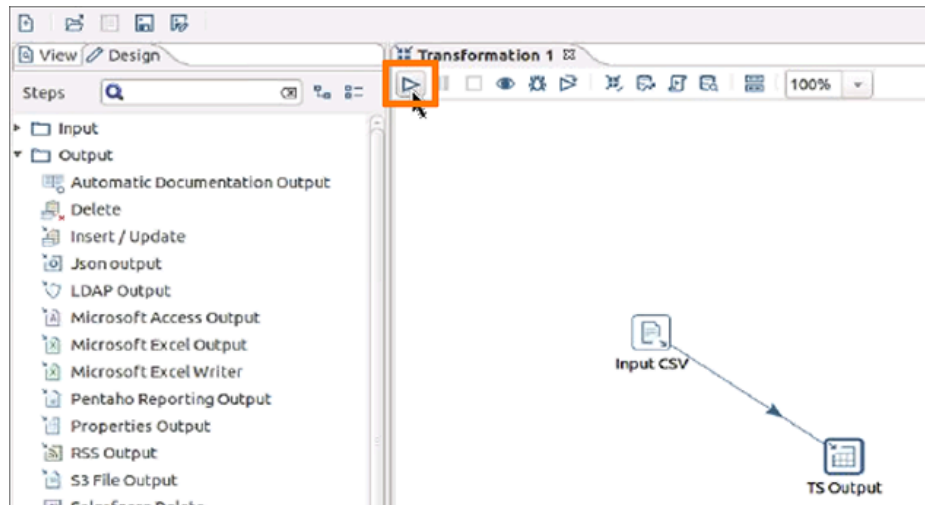 View Design
Transformation 1
Steps
100%
Input
Output
Automatic Documentation Output
Delete
Insert / Update
Json output
LDAP Output
Microsoft Access Output
Microsoft Excel Output
Microsoft Excel Writer
Pentaho Reporting Output
Properties Output
RSS Output
S3 File Output
Salesforce Delete
Input CSV
TS Output